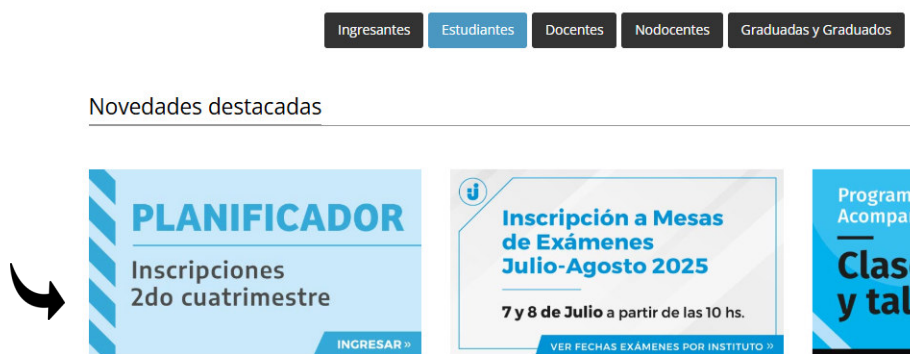 Ingresantes
Estudiantes
Docentes
Nodocentes
Graduadas y Graduados
Novedades destacadas
PLANIFICADOR
Inscripciones
2do cuatrimestre
INGRESAR »
Inscripción a Mesas
de Exámenes
Julio-Agosto 2025
7 y 8 de Julio a partir de las 10 hs.
VER FECHAS EXÁMENES POR INSTITUTO »
y